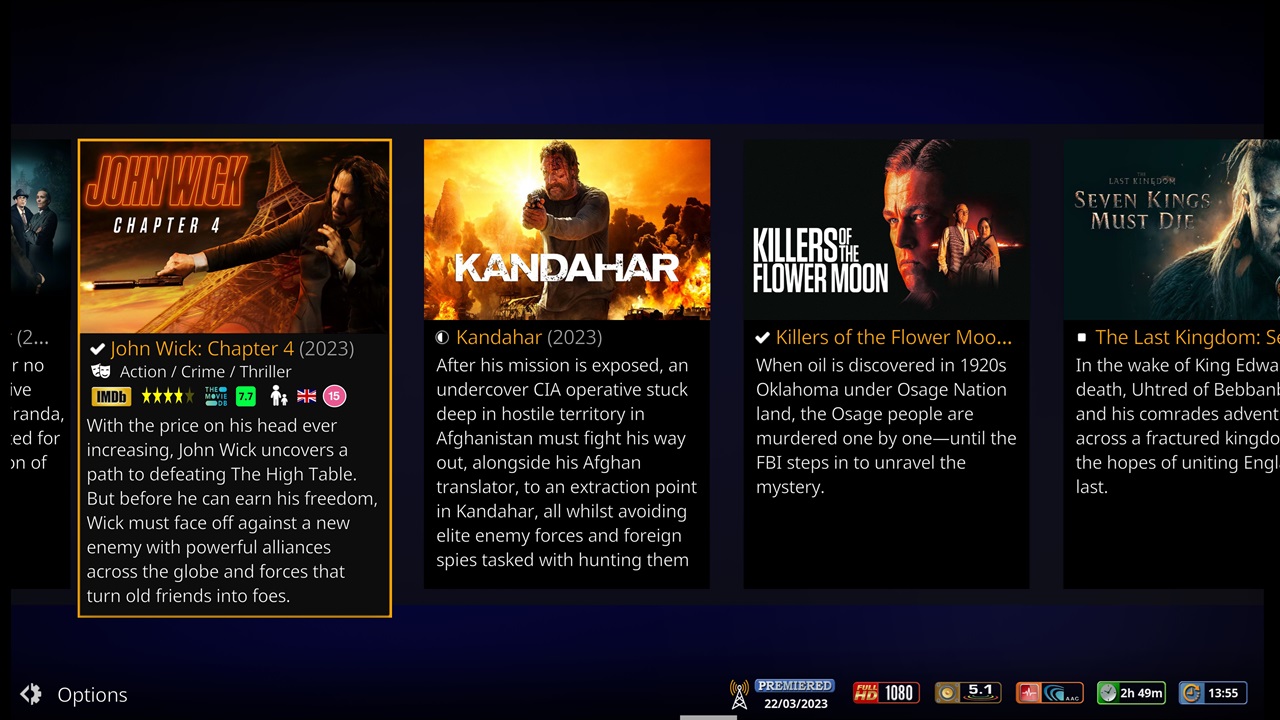 JOHN WICK
CHAPTER 4
John Wick: Chapter 4 (2023)
Action / Crime / Thriller
IMDb THE MOVIE DB 7.7 15
With the price on his head ever
increasing, John Wick uncovers a
path to defeating The High Table.
But before he can earn his freedom,
Wick must face off against a new
enemy with powerful alliances
across the globe and forces that
turn old friends into foes.
KANDAHAR
Kandahar (2023)
After his mission is exposed, an
undercover CIA operative stuck
deep in hostile territory in
Afghanistan must fight his way
out, alongside his Afghan
translator, to an extraction point
in Kandahar, all whilst avoiding
elite enemy forces and foreign
spies tasked with hunting them
KILLERS OF THE
FLOWER MOON
Killers of the Flower Moo...
When oil is discovered in 1920s
Oklahoma under Osage Nation
land, the Osage people are
murdered one by one—until the
FBI steps in to unravel the
mystery.
THE LAST KINGDOM
SEVEN KINGS
MUST DIE
The Last Kingdom: Se
In the wake of King Edwa
death, Uhtred of Bebban
and his comrades advent
across a fractured kingdo
the hopes of uniting Engl
last.
(2...
r no
ive
randa,
ted for
on of
Options
PREMIERED
22/03/2023
FULL HD 1080
5.1
AAC
2h 49m
13:55